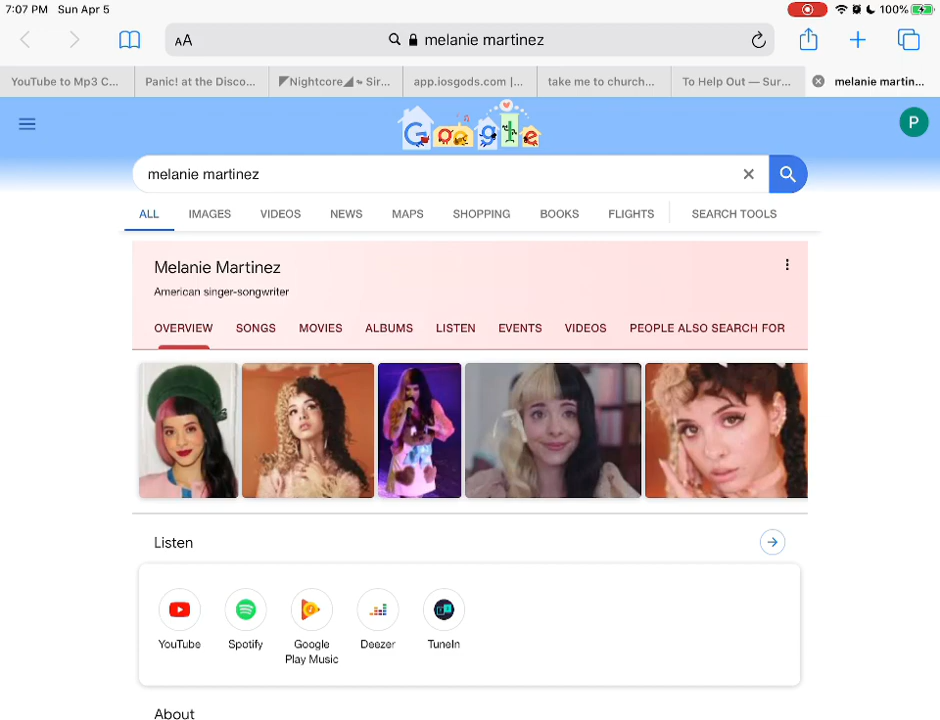 7:07 PM Sun Apr 5 100%
AA melanie martinez
YouTube to Mp3 C... Panic! at the Disco... ◤Nightcore◢ ↬ Sir... app.iosgods.com |... take me to church... To Help Out — Sur... melanie martin...
Google
P
melanie martinez
ALL IMAGES VIDEOS NEWS MAPS SHOPPING BOOKS FLIGHTS SEARCH TOOLS
Melanie Martinez
American singer-songwriter
OVERVIEW SONGS MOVIES ALBUMS LISTEN EVENTS VIDEOS PEOPLE ALSO SEARCH FOR
Listen
YouTube Spotify Google Play Music Deezer TuneIn
About